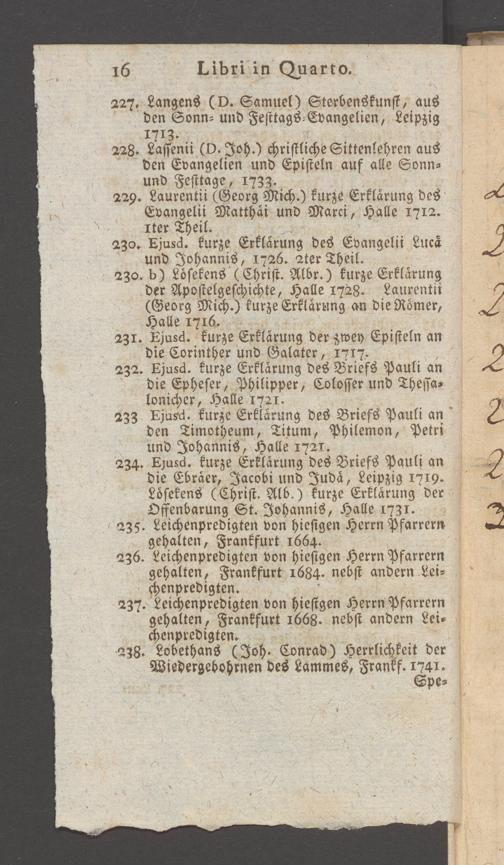 16 Libri in Quarto.
227. Langens (D. Samuel) Sterbenskunst, aus
den Sonn- und Festtags-Evangelien, Leipzig
1713.
228. Lassenii (D. Joh.) christliche Sittenlehren aus
den Evangelien und Episteln auf alle Sonn-
und Festtage, 1733.
229. Laurentii (Georg Mich.) kurze Erklärung des
Evangelii Matthäi und Marci, Halle 1712.
1ter Theil.
230. Ejusd. kurze Erklärung des Evangelii Lucä
und Johannis, 1726. 2ter Theil.
230. b) Lösekens (Christ. Albr.) kurze Erklärung
der Apostelgeschichte, Halle 1728. Laurentii
(Georg Mich.) kurze Erklärung an die Römer,
Halle 1716.
231. Ejusd. kurze Erklärung der zwey Episteln an
die Corinther und Galater, 1717.
232. Ejusd. kurze Erklärung des Briefs Pauli an
die Epheser, Philipper, Colosser und Thessa-
lonicher, Halle 1721.
233 Ejusd. kurze Erklärung des Briefs Pauli an
den Timotheum, Titum, Philemon, Petri
und Johannis, Halle 1721.
234. Ejusd. kurze Erklärung des Briefs Pauli an
die Ebräer, Jacobi und Judä, Leipzig 1719.
Lösekens (Christ. Alb.) kurze Erklärung der
Offenbarung St. Johannis, Halle 1731.
235. Leichenpredigten von hiesigen Herrn Pfarrern
gehalten, Frankfurt 1664.
236. Leichenpredigten von hiesigen Herrn Pfarrern
gehalten, Frankfurt 1684. nebst andern Lei-
chenpredigten.
237. Leichenpredigten von hiesigen Herrn Pfarrern
gehalten, Frankfurt 1668. nebst andern Lei-
chenpredigten.
238. Lobethans (Joh. Conrad) Herrlichkeit der
Wiedergebohrnen des Lammes, Frankf. 1741.
Spe-